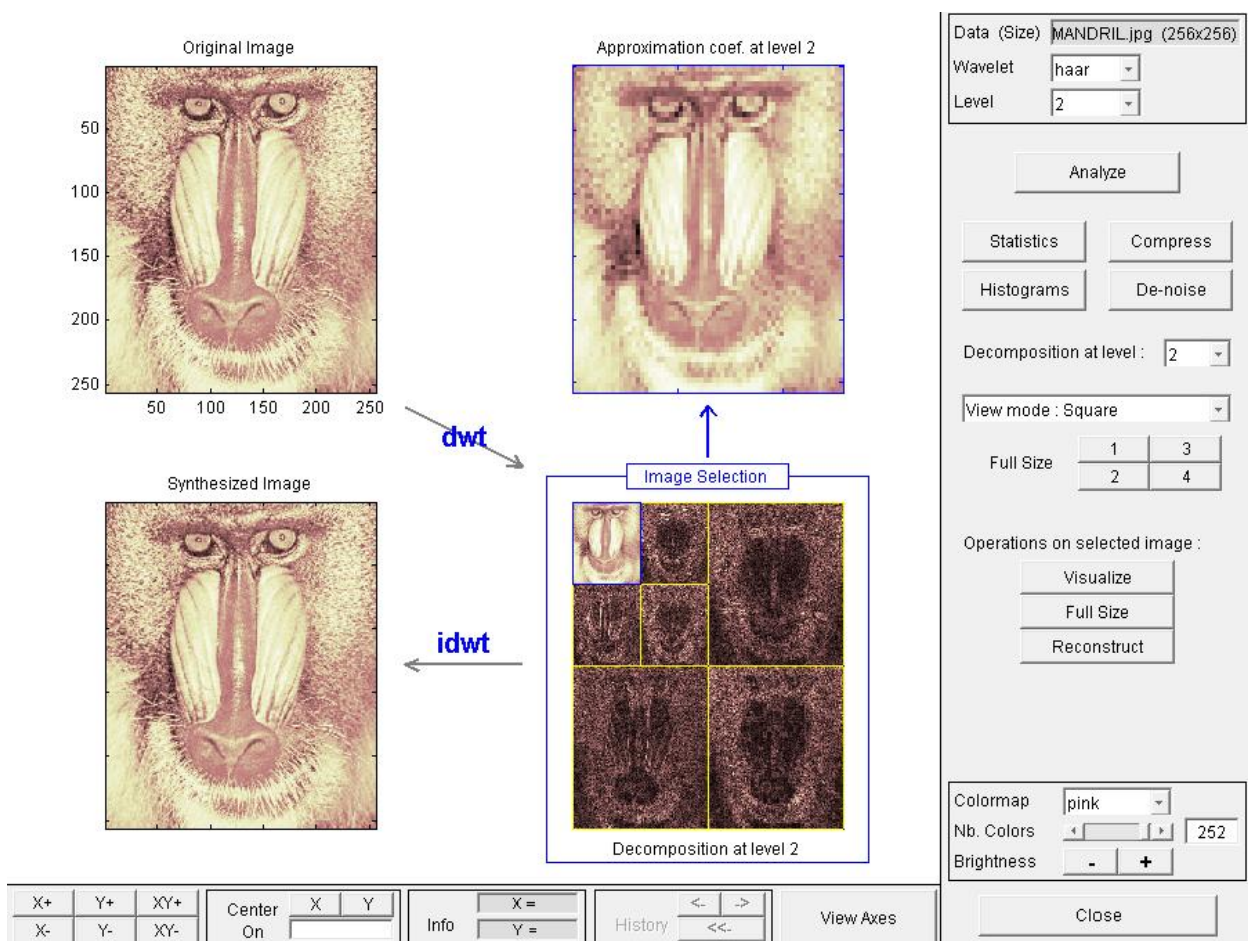 Original Image
50
100
150
200
250
50 100 150 200 250
Approximation coef. at level 2
dwt
Synthesized Image
idwt
Image Selection
Decomposition at level 2
Data (Size) MANDRIL.jpg (256x256)
Wavelet haar
Level 2
Analyze
Statistics Compress
Histograms De-noise
Decomposition at level : 2
View mode : Square
Full Size 1 3
2 4
Operations on selected image :
Visualize
Full Size
Reconstruct
Colormap pink
Nb. Colors 252
Brightness - +
Close
X+ Y+ XY+
X- Y- XY-
Center On X Y
Info X =
Y =
History <- ->
<<-
View Axes